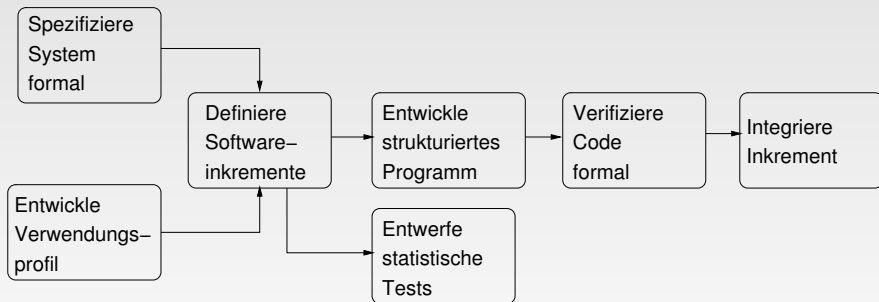 Spezifiziere
System
formal
Definiere
Software–
inkremente
Entwickle
strukturiertes
Programm
Verifiziere
Code
formal
Integriere
Inkrement
Entwickle
Verwendungs–
profil
Entwerfe
statistische
Tests